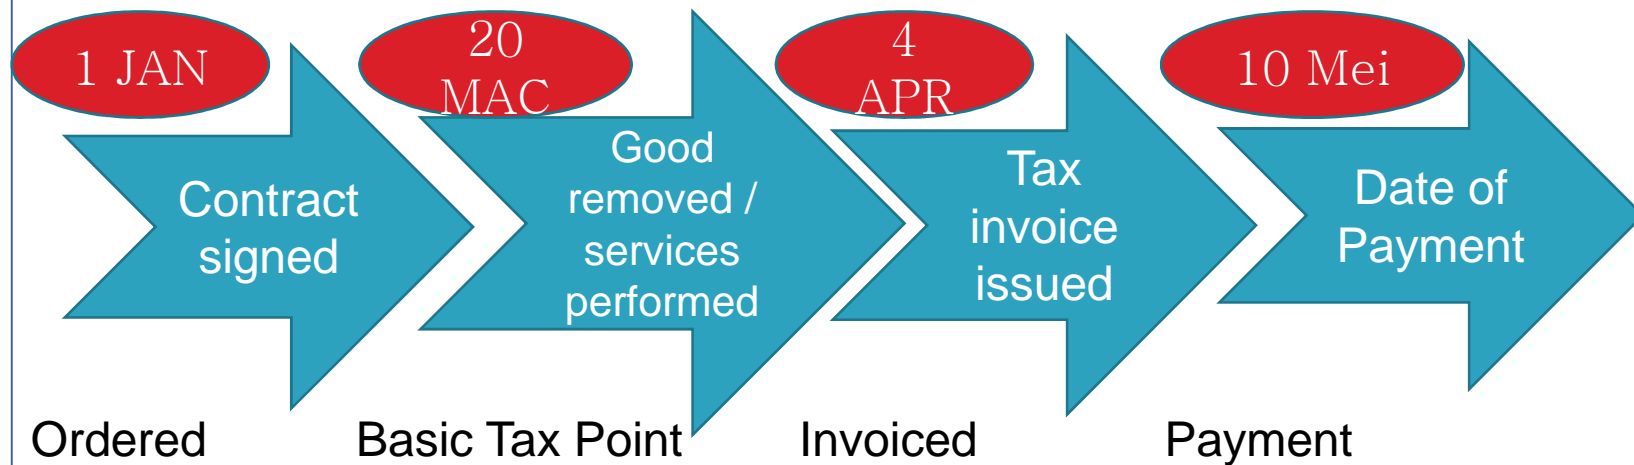 1 JAN
20
MAC
4
APR
10 Mei
Contract
signed
Good
removed /
services
performed
Tax
invoice
issued
Date of
Payment
Ordered
Basic Tax Point
Invoiced
Payment